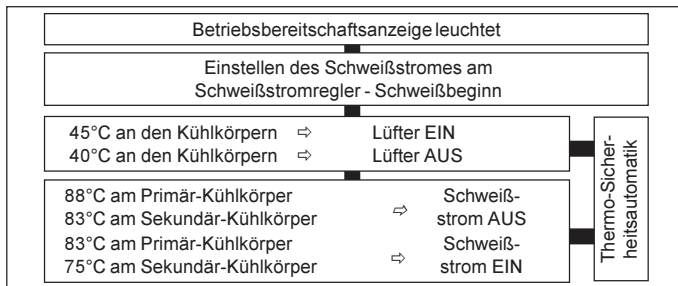 Betriebsbereitschaftsanzeige leuchtet
Einstellen des Schweißstromes am
Schweißstromregler - Schweißbeginn
45°C an den Kühlkörpern ⇨ Lüfter EIN
40°C an den Kühlkörpern ⇨ Lüfter AUS
88°C am Primär-Kühlkörper
83°C am Sekundär-Kühlkörper
⇨
Schweiß-
strom AUS
83°C am Primär-Kühlkörper
75°C am Sekundär-Kühlkörper
⇨
Schweiß-
strom EIN
Thermo-Sicher-
heitsautomatik